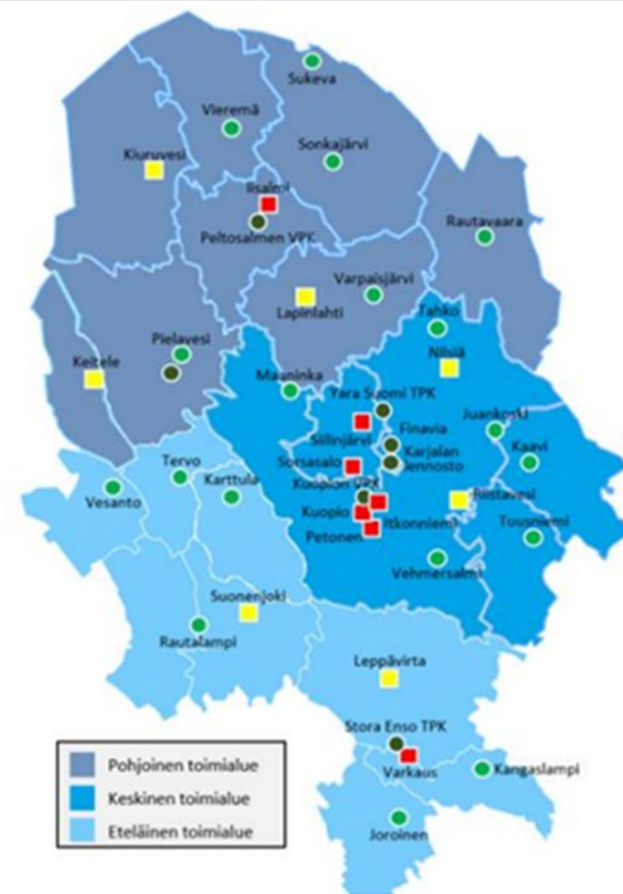 Sukeva
Vieremä
Sonkajärvi
Kiuruvesi
Iisalmi
Rautavaara
Peltosalmen VPK
Varpaisjärvi
Lapinlahti
Tahko
Pielavesi
Nilsiä
Keitele
Maaninka
Yara Suomi TPK
Juankoski
Siilinjärvi
Finavia
Kaavi
Karjalan
lennosto
Sorsasalo
Tervo
Karttula
Vesanto
Kuopion VPK
Riistavesi
Kuopio
Itkonniemi
Tuusniemi
Petonen
Vehmersalmi
Suonenjoki
Rautalampi
Leppävirta
Stora Enso TPK
Varkaus
Kangaslampi
Joroinen
Pohjoinen toimialue
Keskinen toimialue
Eteläinen toimialue